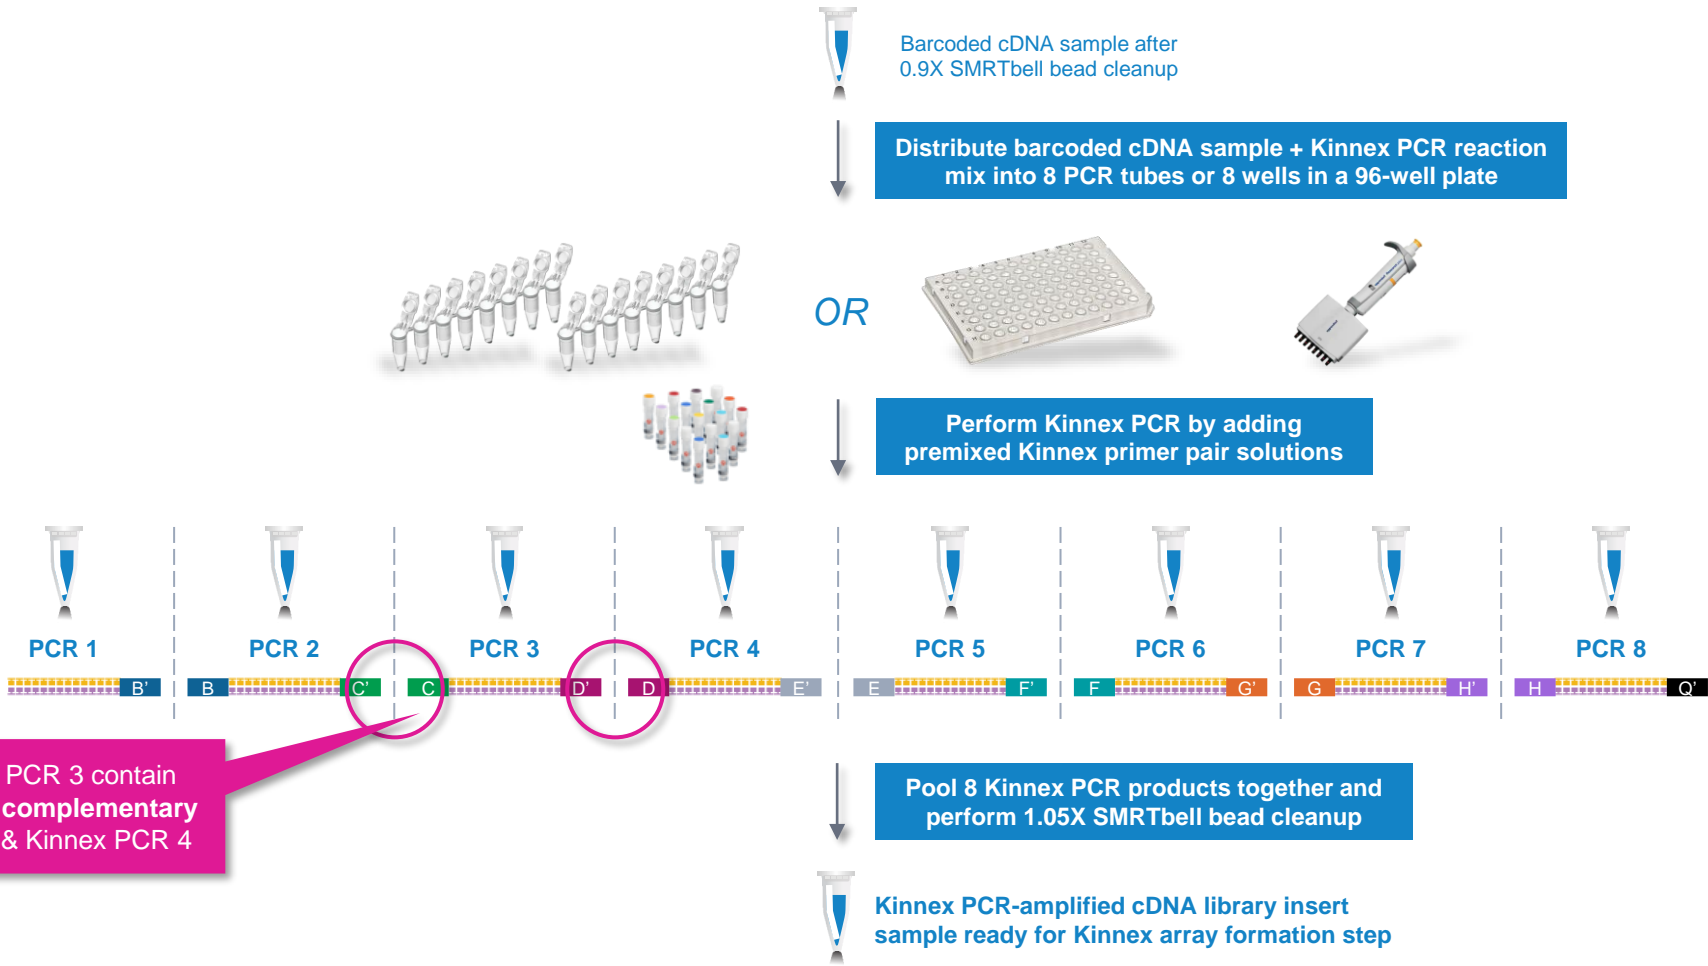 Barcoded cDNA sample after
0.9X SMRTbell bead cleanup
Distribute barcoded cDNA sample + Kinnex PCR reaction
mix into 8 PCR tubes or 8 wells in a 96-well plate
OR
Perform Kinnex PCR by adding
premixed Kinnex primer pair solutions
PCR 1
PCR 2
PCR 3
PCR 4
PCR 5
PCR 6
PCR 7
PCR 8
B'
B
C'
C
D'
D
E'
E
F'
F
G'
G
H'
H
Q'
PCR 3 contain
complementary
& Kinnex PCR 4
Pool 8 Kinnex PCR products together and
perform 1.05X SMRTbell bead cleanup
Kinnex PCR-amplified cDNA library insert
sample ready for Kinnex array formation step